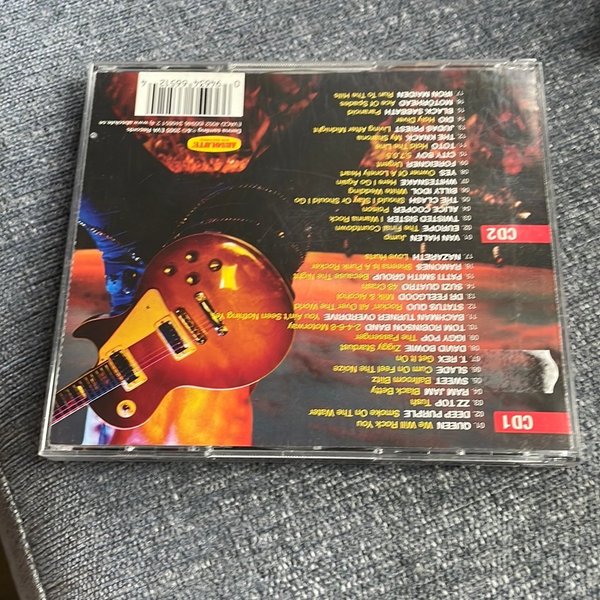 CD1
01. QUEEN We Will Rock You
02. DEEP PURPLE Smoke On The Water
03. ZZ TOP Tush
04. RAM JAM Black Betty
05. SWEET Ballroom Blitz
06. SLADE Cum On Feel The Noize
07. T. REX Get It On
08. DAVID BOWIE Ziggy Stardust
09. IGGY POP The Passenger
10. TOM ROBINSON BAND 2-4-6-8 Motorway
11. BACHMAN TURNER OVERDRIVE You Ain't Seen Nothing Yet
12. STATUS QUO Rockin' All Over The World
13. DR FEELGOOD Milk & Alcohol
14. SUZI QUATRO 48 Crash
15. PATTI SMITH GROUP Because The Night
16. RAMONES Sheena Is A Punk Rocker
17. NAZARETH Love Hurts
CD2
01. VAN HALEN Jump
02. EUROPE The Final Countdown
03. TWISTED SISTER I Wanna Rock
04. ALICE COOPER Poison
05. THE CLASH Should I Stay Or Should I Go
06. BILLY IDOL White Wedding
07. WHITESNAKE Here I Go Again
08. YES Owner Of A Lonely Heart
09. FOREIGNER Urgent
10. CITY BOY 5.7.0.5
11. TOTO Hold The Line
12. THE KNACK My Sharona
13. JUDAS PRIEST Living After Midnight
14. DIO Holy Diver
15. BLACK SABBATH Paranoid
16. MOTORHEAD Ace Of Spades
17. IRON MAIDEN Run To The Hills
ABSOLUTE
2005 EVA Records
www.absolute.se